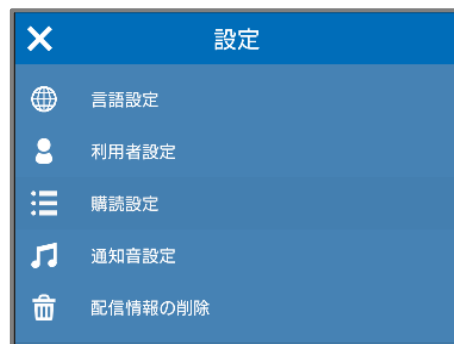 設定
言語設定
利用者設定
購読設定
通知音設定
配信情報の削除